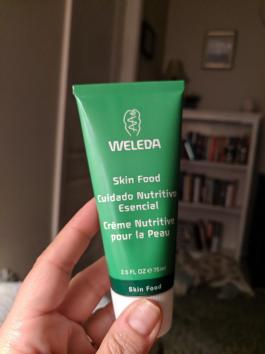 WELEDA
Skin Food
Cuidado Nutritivo
Esencial
Crème Nutritive
pour la Peau
2.5 FL OZ ℮ 75 ml
Skin Food